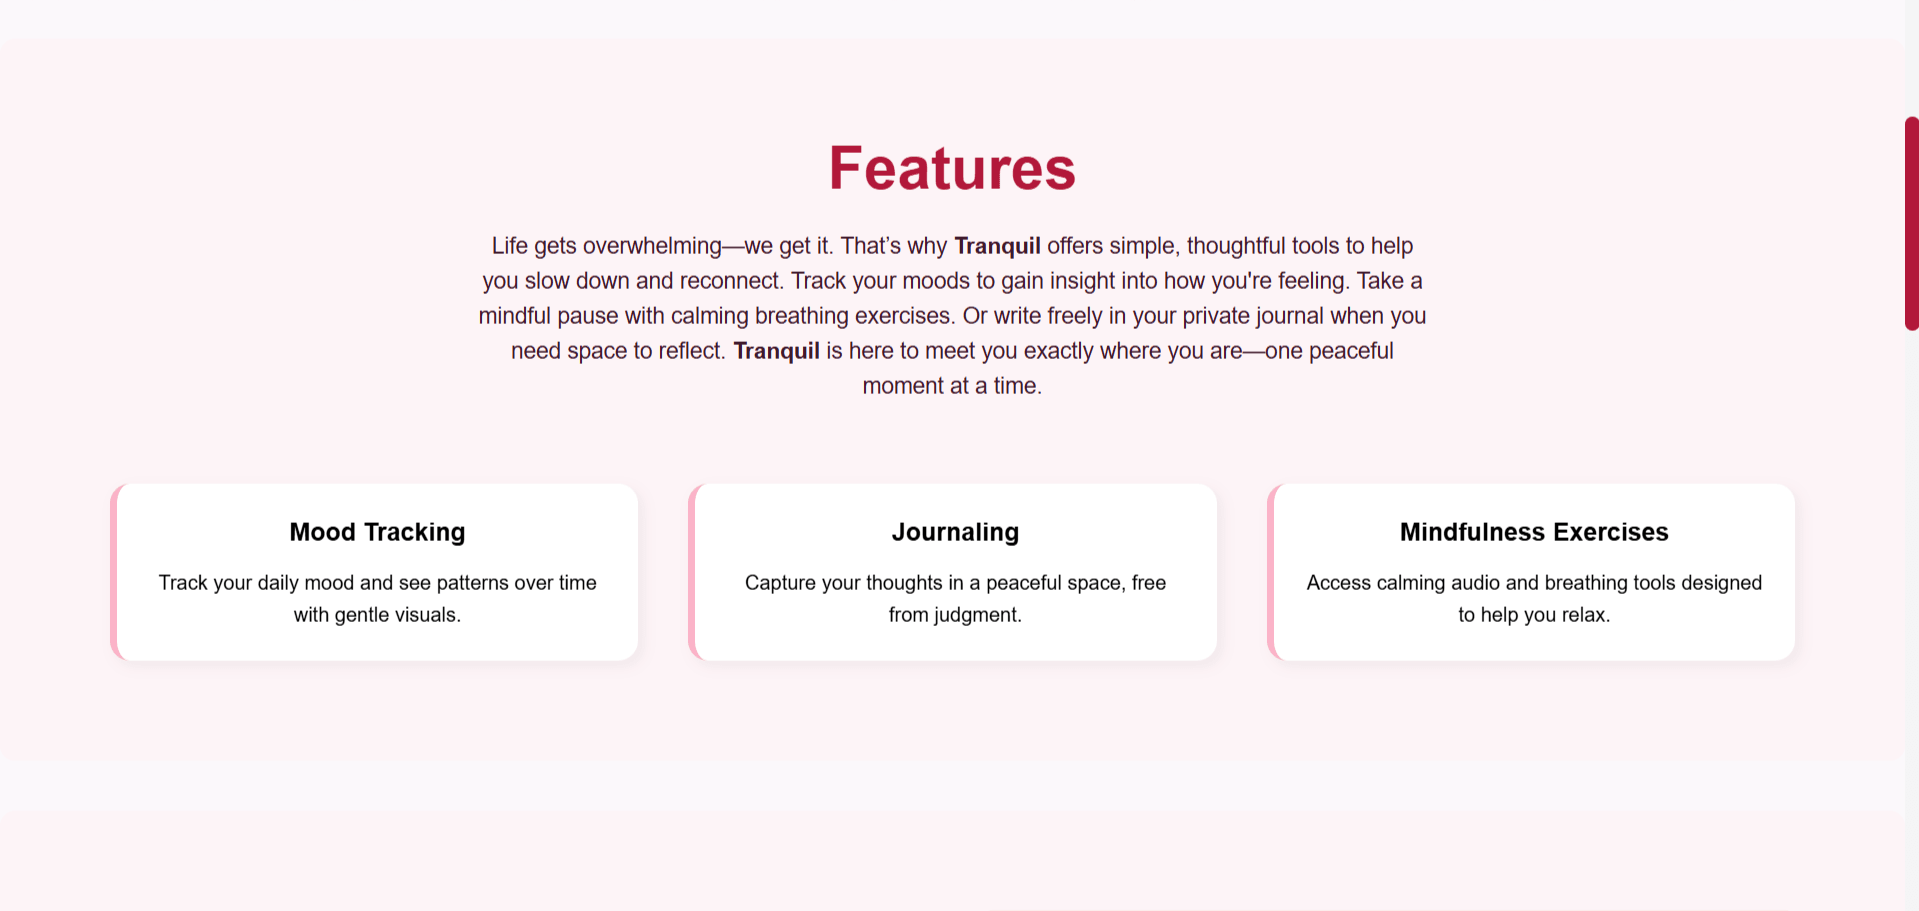 Features
Life gets overwhelming—we get it. That’s why Tranquil offers simple, thoughtful tools to help
you slow down and reconnect. Track your moods to gain insight into how you're feeling. Take a
mindful pause with calming breathing exercises. Or write freely in your private journal when you
need space to reflect. Tranquil is here to meet you exactly where you are—one peaceful
moment at a time.
Mood Tracking
Track your daily mood and see patterns over time
with gentle visuals.
Journaling
Capture your thoughts in a peaceful space, free
from judgment.
Mindfulness Exercises
Access calming audio and breathing tools designed
to help you relax.